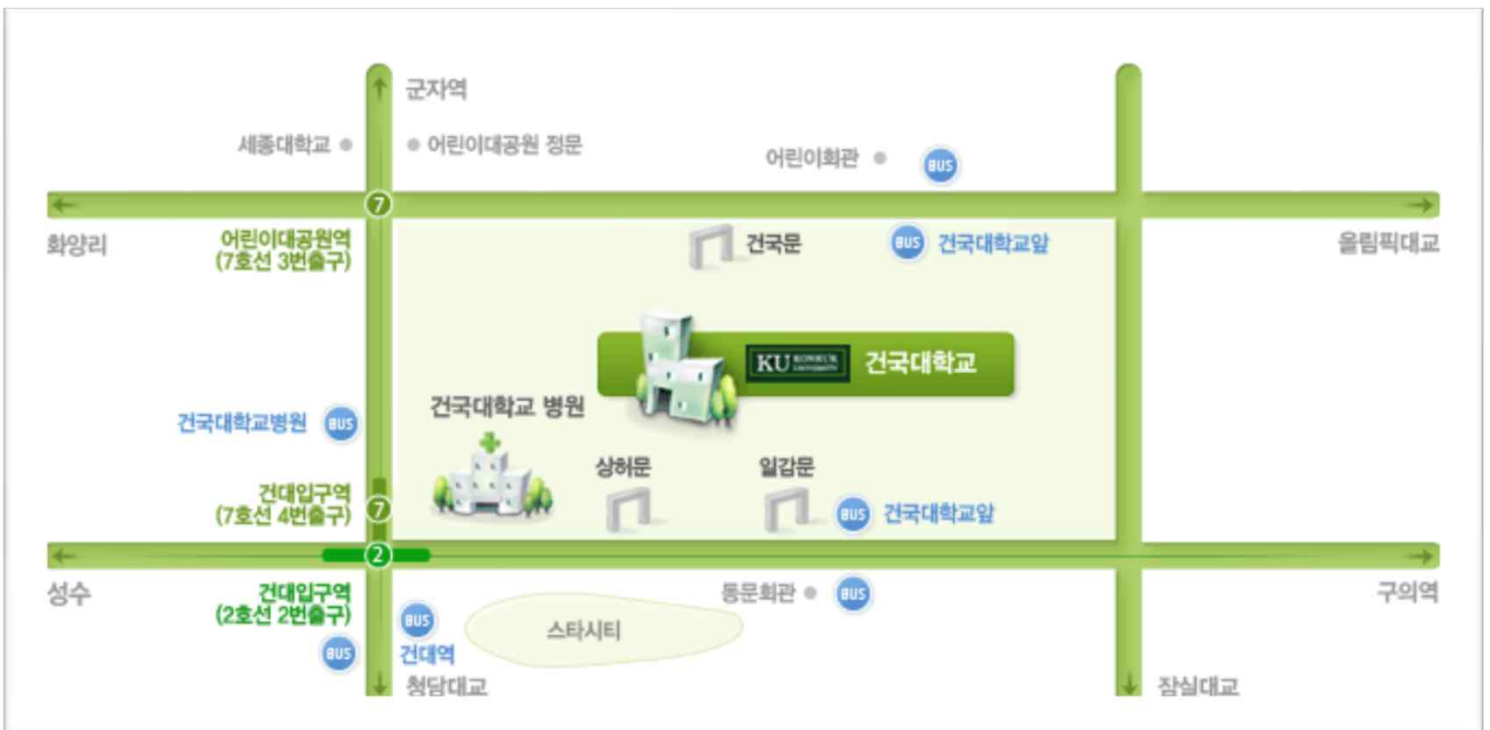 군자역
세종대학교
어린이대공원 정문
어린이회관
BUS
7
화양리
어린이대공원역
(7호선 3번출구)
건국문
BUS 건국대학교앞
올림픽대교
KU KONKUK
UNIVERSITY
건국대학교
건국대학교 병원
건국대학교병원 BUS
상허문
일감문
건대입구역
(7호선 4번출구)
7
BUS 건국대학교앞
2
성수
건대입구역
(2호선 2번출구)
동문회관
BUS
구의역
BUS
스타시티
BUS
건대역
청담대교
잠실대교